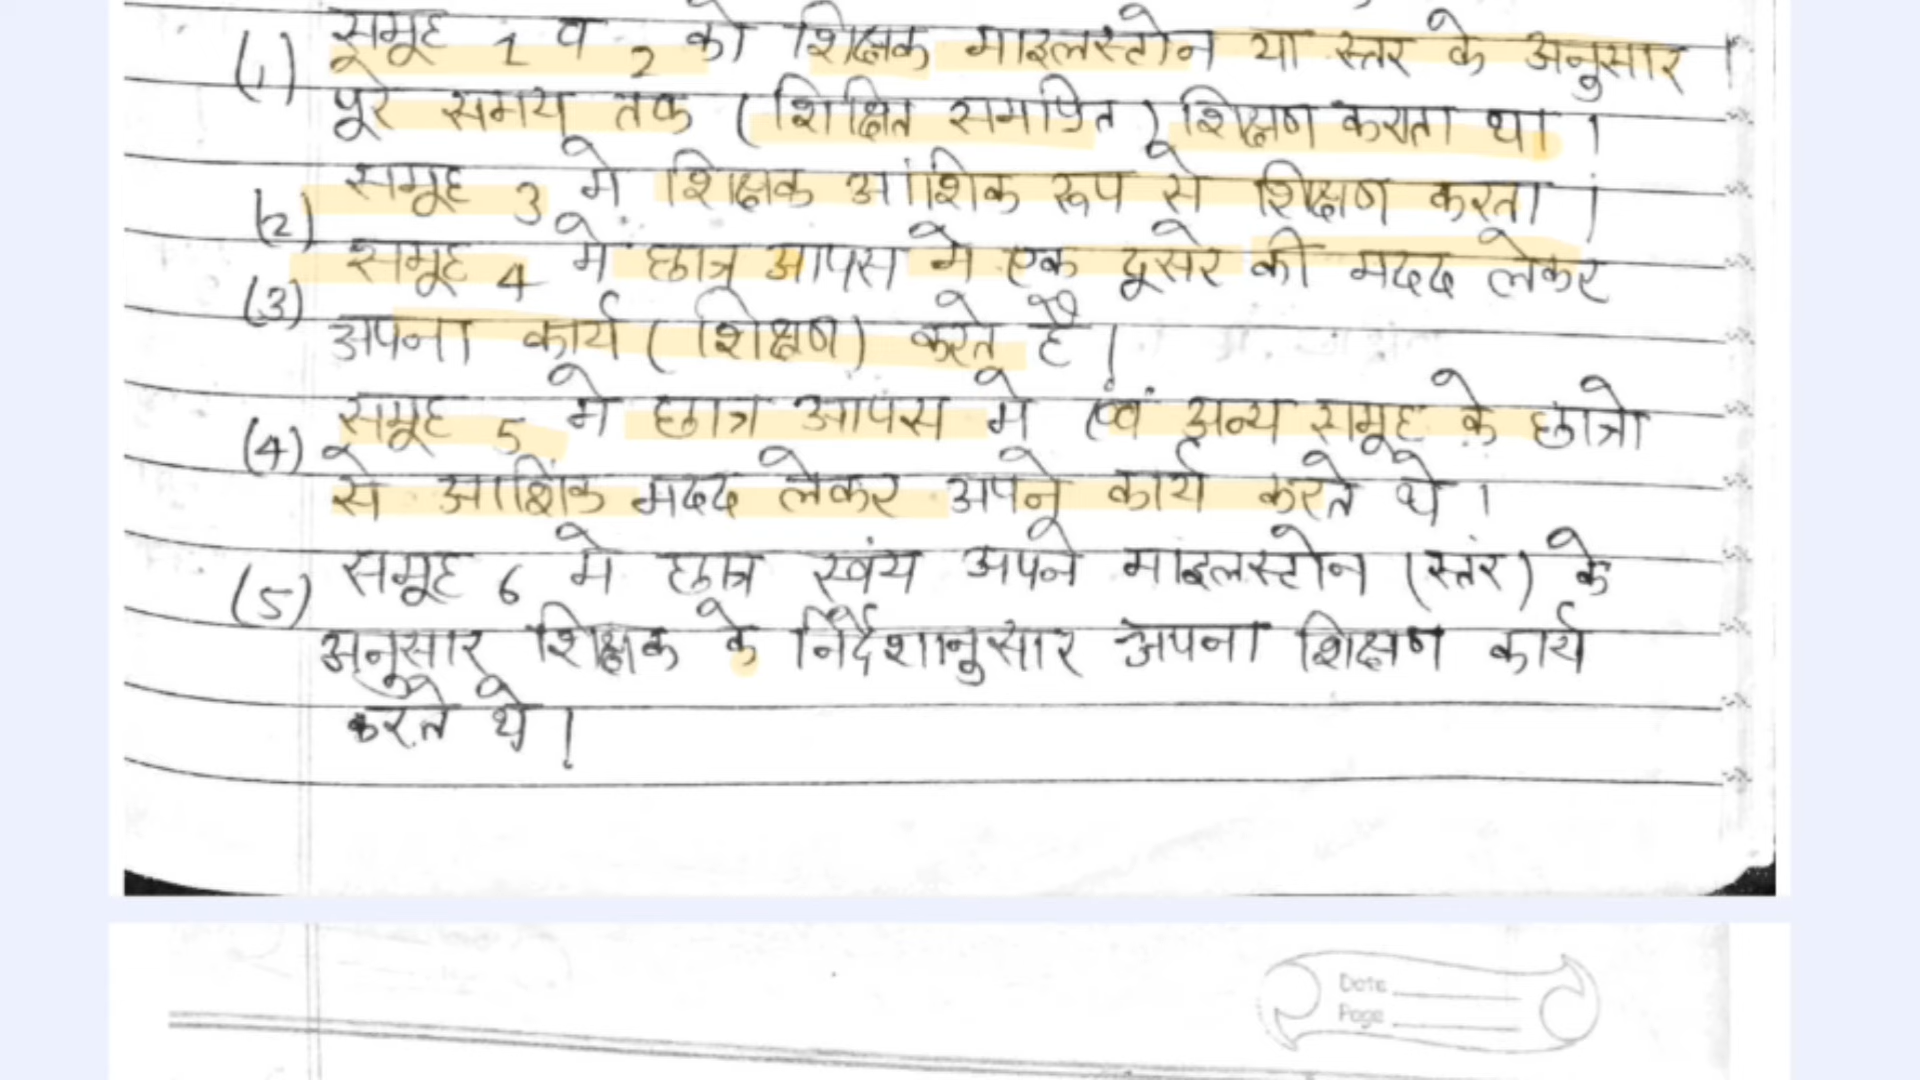 (1) समूह 1 व 2 को शिक्षक माइलस्टोन या स्तर के अनुसार
पूरे समय तक (शिक्षित समर्पित) शिक्षण कराता था।
(2) समूह 3 मे शिक्षक आंशिक रूप से शिक्षण करता।
(3) समूह 4 में छात्र आपस मे एक दूसरे की मदद लेकर
अपना कार्य (शिक्षण) करते है।
(4) समूह 5 मे छात्र आपस मे एवं अन्य समूह के छात्रो
से आशिंक मदद लेकर अपने कार्य करते थे।
(5) समूह 6 मे छात्र स्वंय अपने माइलस्टोन (स्तर) के
अनुसार शिक्षक के निर्देशानुसार अपना शिक्षण कार्य
करते थे।
Date
Page